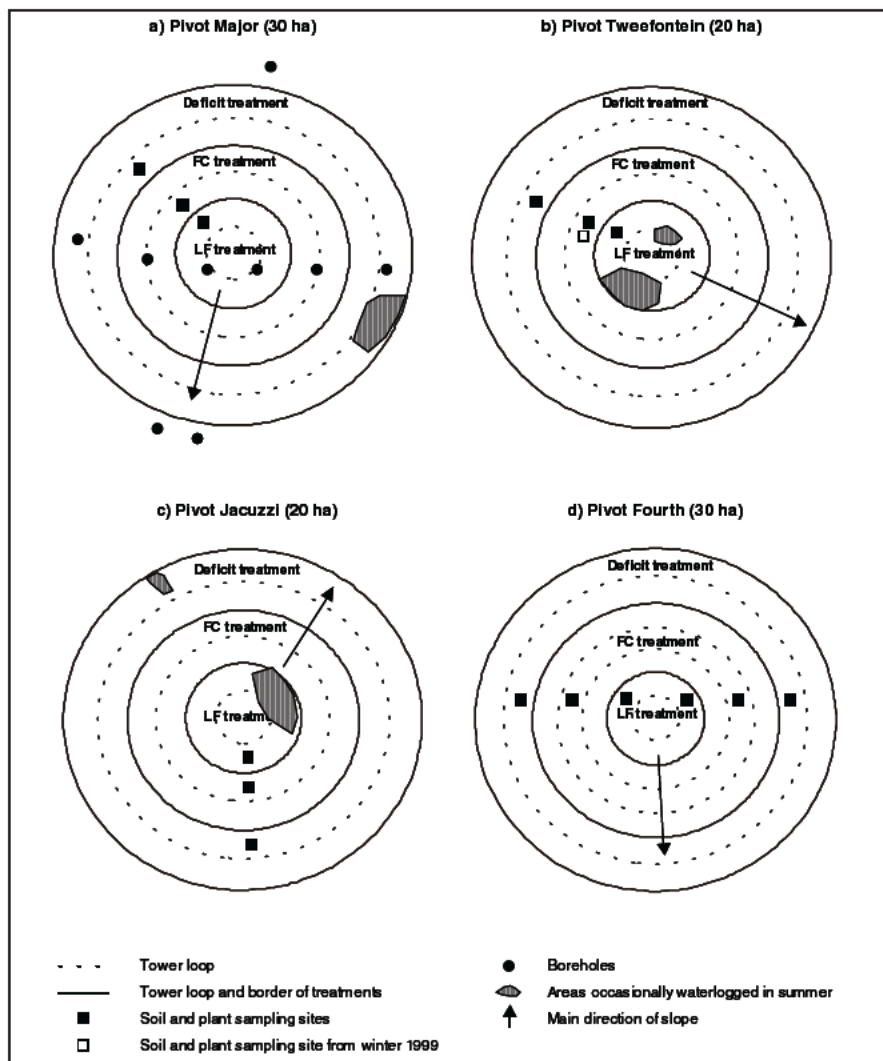 a) Pivot Major (30 ha)
Deficit treatment
FC treatment
LF treatment
b) Pivot Tweefontein (20 ha)
Deficit treatment
FC treatment
LF treatment
c) Pivot Jacuzzi (20 ha)
Deficit treatment
FC treatment
LF treatme
d) Pivot Fourth (30 ha)
Deficit treatment
FC treatment
LF treatment
Tower loop
Tower loop and border of treatments
Soil and plant sampling sites
Soil and plant sampling site from winter 1999
Boreholes
Areas occasionally waterlogged in summer
Main direction of slope